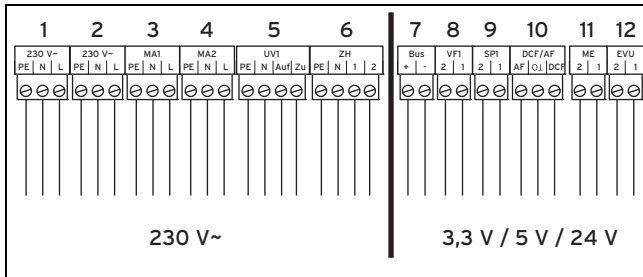 1 2 3 4 5 6 7 8 9 10 11 12
230 V~ 230 V~ MA1 MA2 UV1 ZH Bus VF1 SP1 DCF/AF ME EVU
PE N L PE N L PE N L PE N L PE N Auf Zu PE N 1 2 + - 2 1 2 1 AF O⊥ DCF 2 1 2 1
230 V~ 3,3 V / 5 V / 24 V